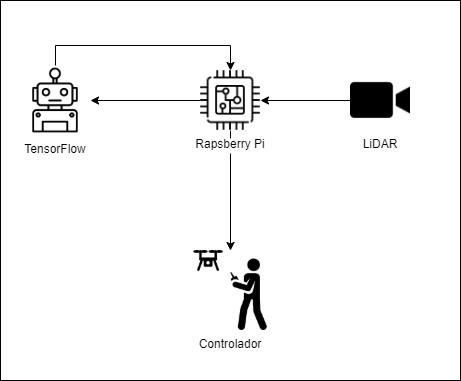 TensorFlow
Rapsberry Pi
LiDAR
Controlador